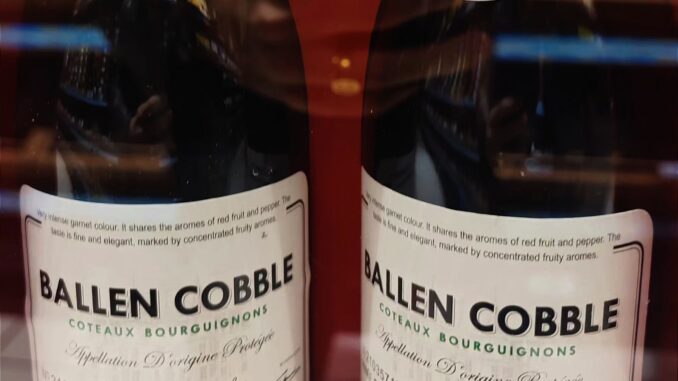 Very intense garnet colour. It shares the aromes of red fruit and pepper. The
taste is fine and elegant, marked by concentrated fruity aromes.
BALLEN COBBLE
COTEAUX BOURGUIGNONS
Appellation D'origine Protégée
Very intense garnet colour. It shares the aromes of red fruit and pepper. The
taste is fine and elegant, marked by concentrated fruity aromes.
BALLEN COBBLE
COTEAUX BOURGUIGNONS
Appellation D'origine Protégée